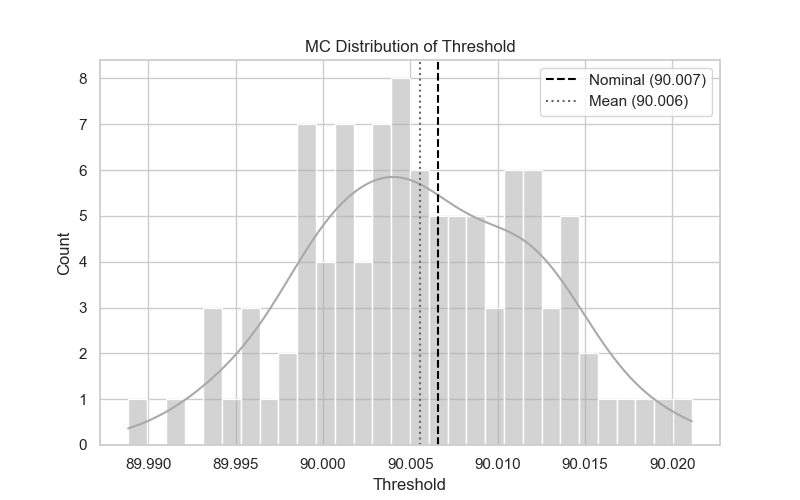 MC Distribution of Threshold
Nominal (90.007)
Mean (90.006)
8
7
6
5
4
3
2
1
0
Count
89.990 89.995 90.000 90.005 90.010 90.015 90.020
Threshold